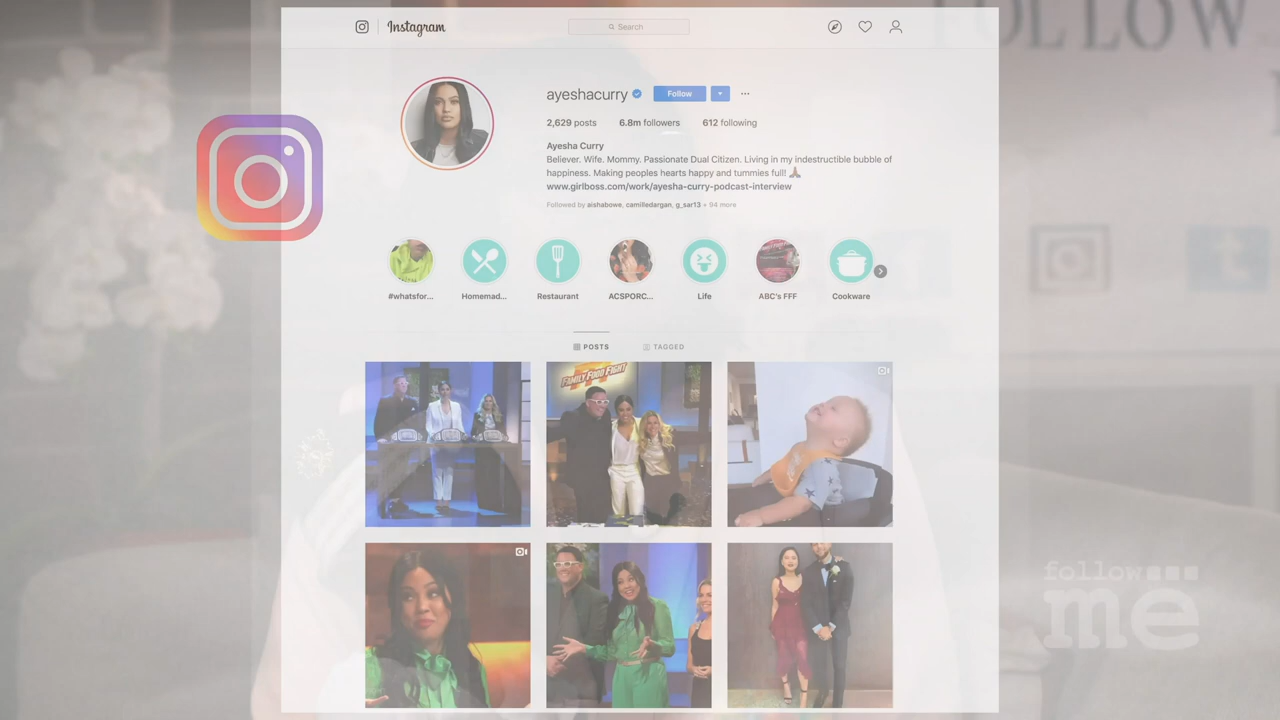 FOLLOW
Instagram
Search
ayeshacurry Follow
2,629 posts 6.8m followers 612 following
Ayesha Curry
Believer. Wife. Mommy. Passionate Dual Citizen. Living in my indestructible bubble of
happiness. Making peoples hearts happy and tummies full! 🙏🏽
www.girlboss.com/work/ayesha-curry-podcast-interview
Followed by aishabowe, camilledargan, g_sar13 + 94 more
#whatsfor... Homemad... Restaurant ACSPORC... Life ABC's FFF Cookware
POSTS TAGGED
FAMILY FOOD FIGHT
follow
me